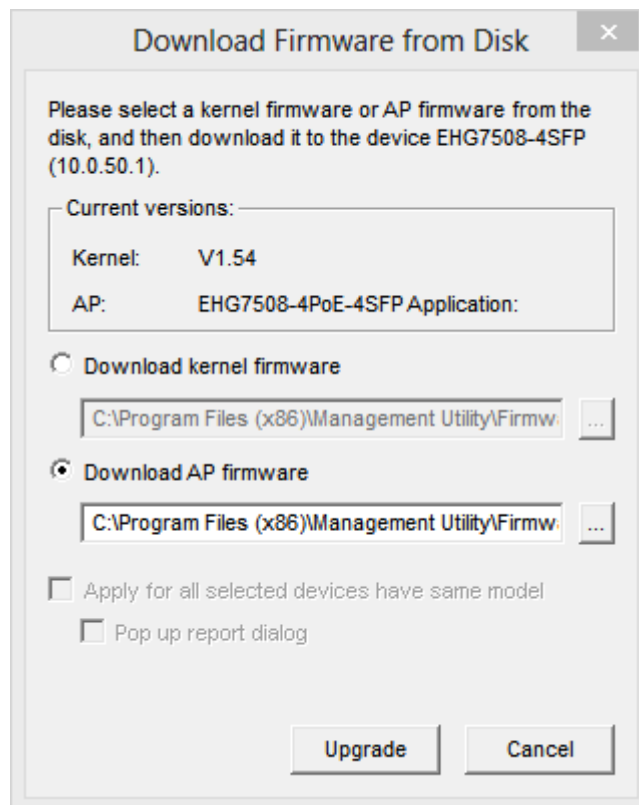 Download Firmware from Disk
Please select a kernel firmware or AP firmware from the
disk, and then download it to the device EHG7508-4SFP
(10.0.50.1).
Current versions:
Kernel: V1.54
AP: EHG7508-4PoE-4SFP Application:
Download kernel firmware
C:\Program Files (x86)\Management Utility\Firmw ...
Download AP firmware
C:\Program Files (x86)\Management Utility\Firmw ...
Apply for all selected devices have same model
Pop up report dialog
Upgrade Cancel